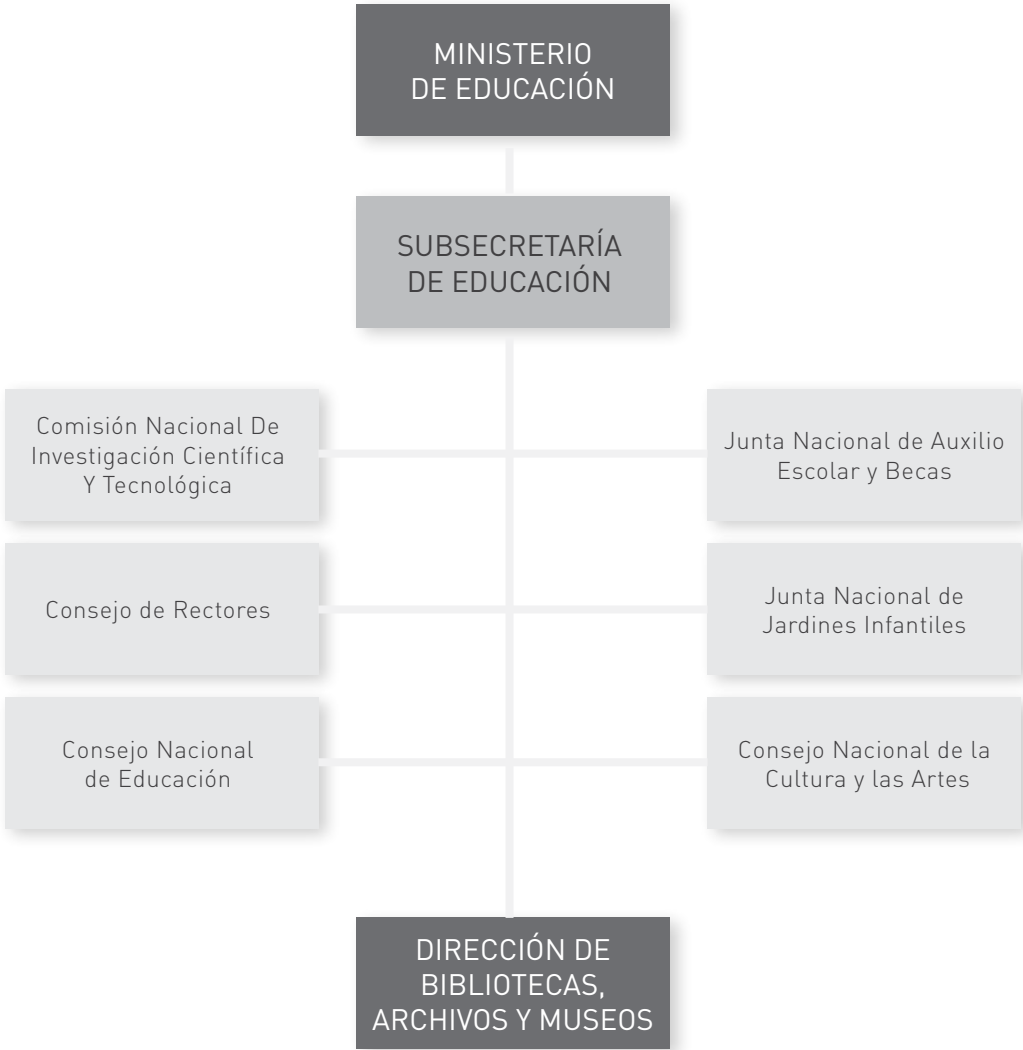 MINISTERIO
DE EDUCACIÓN
SUBSECRETARÍA
DE EDUCACIÓN
Comisión Nacional De
Investigación Científica
Y Tecnológica
Junta Nacional de Auxilio
Escolar y Becas
Consejo de Rectores
Junta Nacional de
Jardines Infantiles
Consejo Nacional
de Educación
Consejo Nacional de la
Cultura y las Artes
DIRECCIÓN DE
BIBLIOTECAS,
ARCHIVOS Y MUSEOS